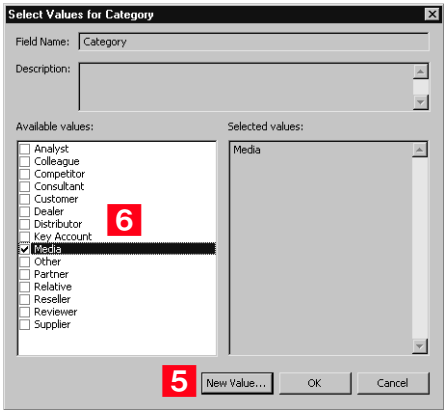 Select Values for Category
Field Name: Category
Description:
Available values:
Selected values:
Analyst
Colleague
Competitor
Consultant
Customer
Dealer
Distributor
Key Account
Media
Other
Partner
Relative
Reseller
Reviewer
Supplier
6
Media
5
New Value... OK Cancel